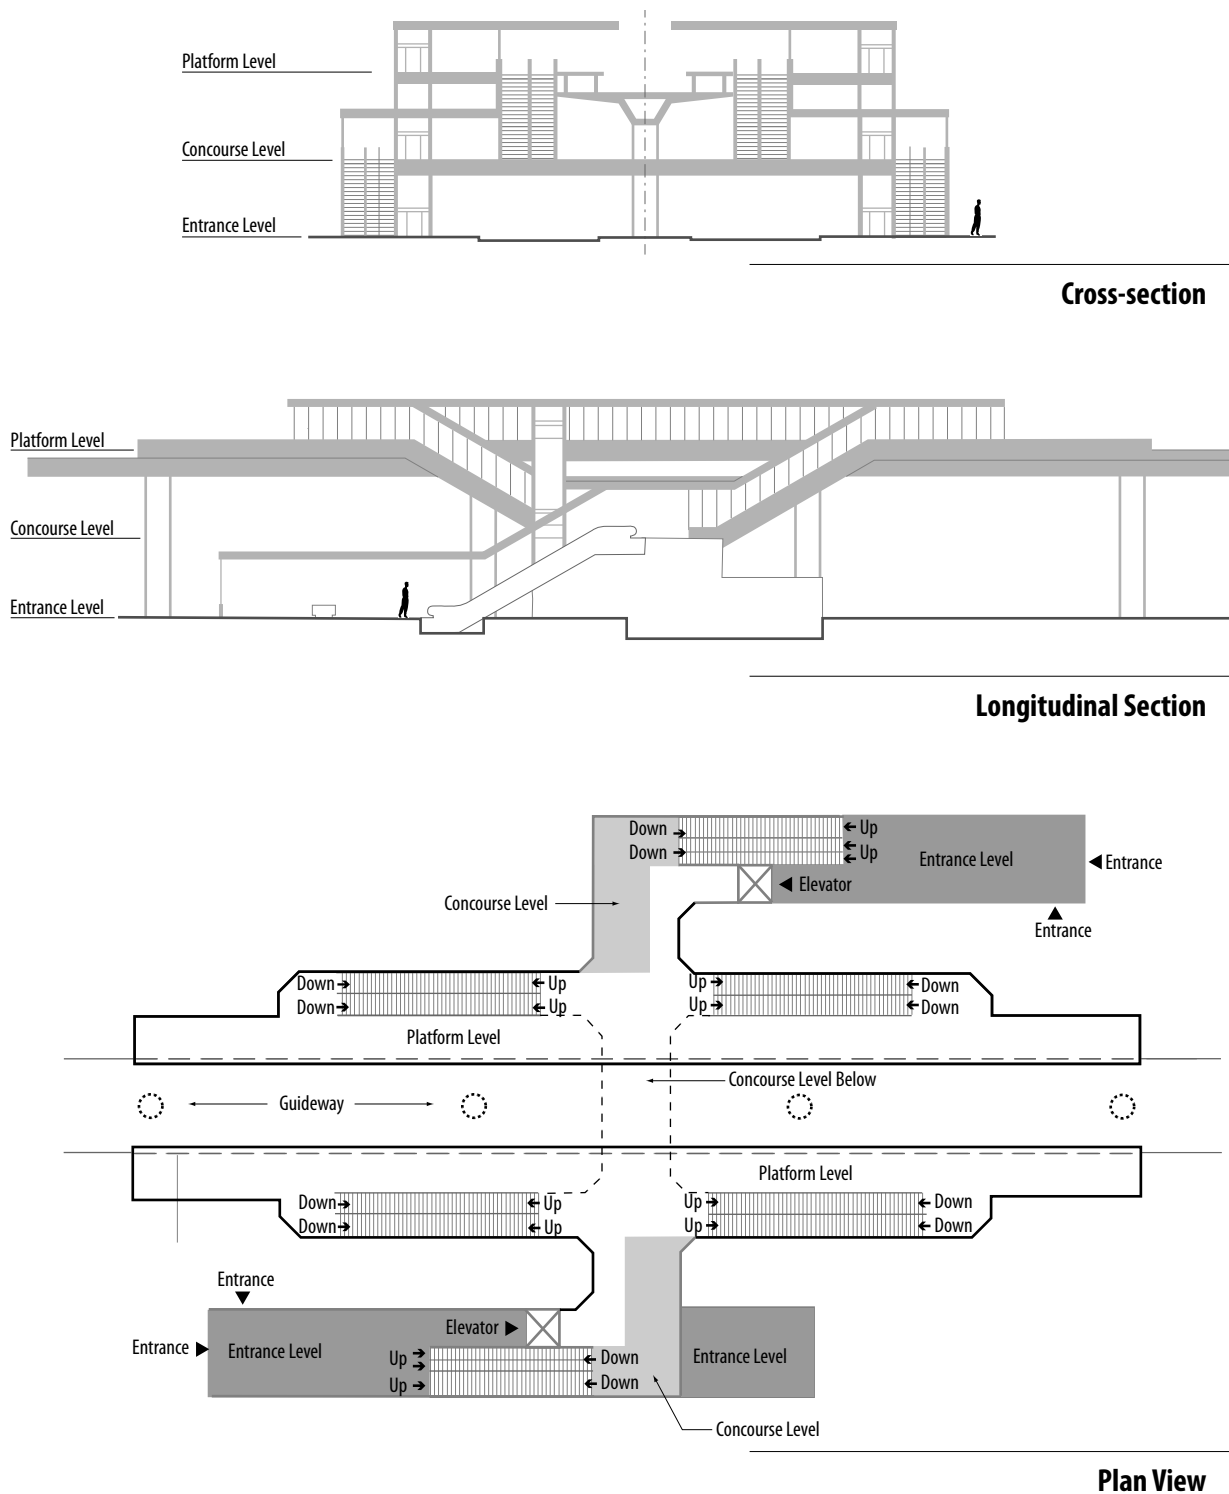 Platform Level
Concourse Level
Entrance Level
Cross-section
Platform Level
Concourse Level
Entrance Level
Longitudinal Section
Down
Up
Down
Up
Entrance Level
Entrance
Elevator
Concourse Level
Entrance
Down
Up
Up
Down
Down
Up
Up
Down
Platform Level
Concourse Level Below
Guideway
Platform Level
Down
Up
Up
Down
Down
Up
Up
Down
Entrance
Elevator
Entrance
Entrance Level
Up
Down
Entrance Level
Up
Down
Concourse Level
Plan View